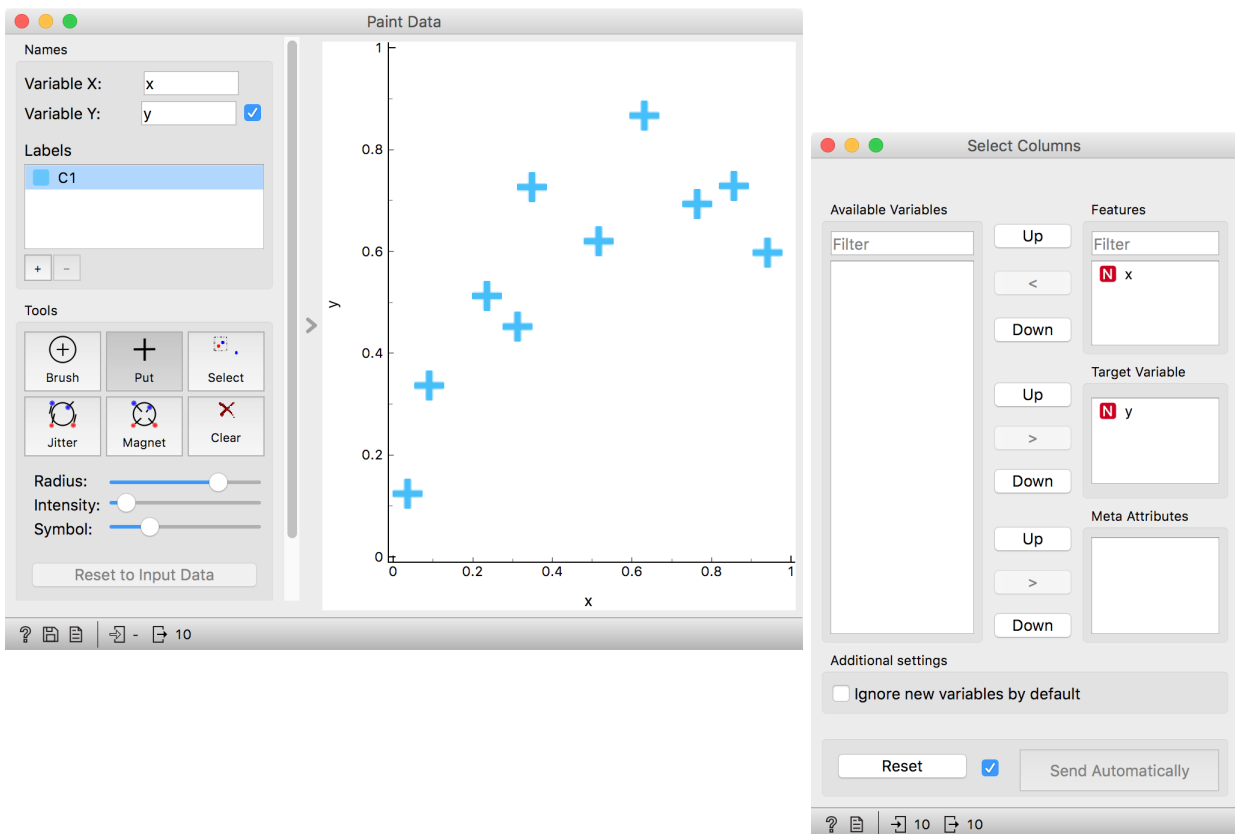 Paint Data
Names
Variable X: x
Variable Y: y
Labels
C1
+ -
Tools
Brush Put Select
Jitter Magnet Clear
Radius:
Intensity:
Symbol:
Reset to Input Data
? - 10
1
0.8
0.6
0.4
0.2
0
y
0 0.2 0.4 0.6 0.8 1
x
Select Columns
Available Variables
Filter
Up
<
Down
Up
>
Down
Up
>
Down
Features
Filter
N x
Target Variable
N y
Meta Attributes
Additional settings
Ignore new variables by default
Reset
Send Automatically
? 10 10